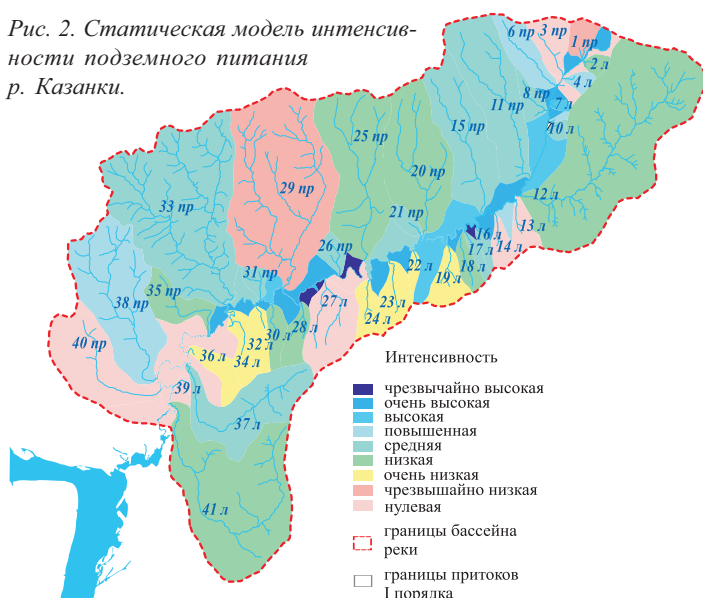 Рис. 2. Статическая модель интенсив-
ности подземного питания
р. Казанки.
6 пр
3 пр
1 пр
2 л
4 л
8 пр
7 л
11 пр
10 л
15 пр
25 пр
20 пр
29 пр
12 л
33 пр
21 пр
13 л
16 л
14 л
17 л
26 пр
22 л
18 л
31 пр
19 л
35 пр
27 л
23 л
38 пр
24 л
28 л
30 л
32 л
40 пр
36 л
34 л
39 л
37 л
41 л
Интенсивность
чрезвычайно высокая
очень высокая
высокая
повышенная
средняя
низкая
очень низкая
чрезвышайно низкая
нулевая
границы бассейна
реки
границы притоков
I порядка